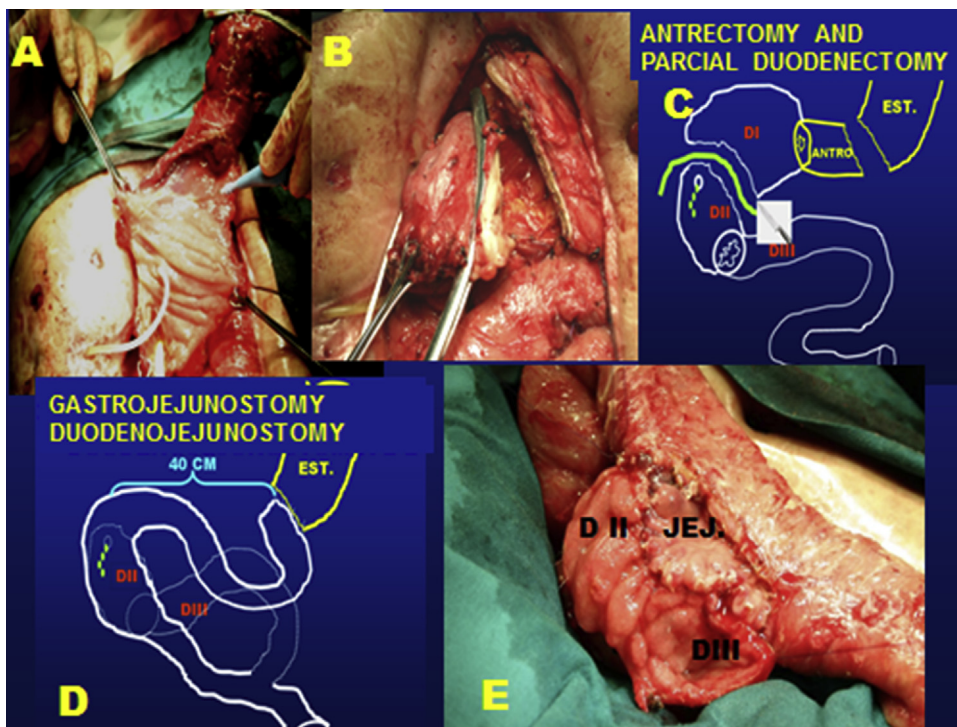 A
B
ANTRECTOMY AND
PARCIAL DUODENECTOMY
C
EST.
DI
ANTRO
DII
DIII
GASTROJEJUNOSTOMY
DUODENOJEJUNOSTOMY
40 CM
EST.
DII
DIII
D
D II
JEJ.
DIII
E